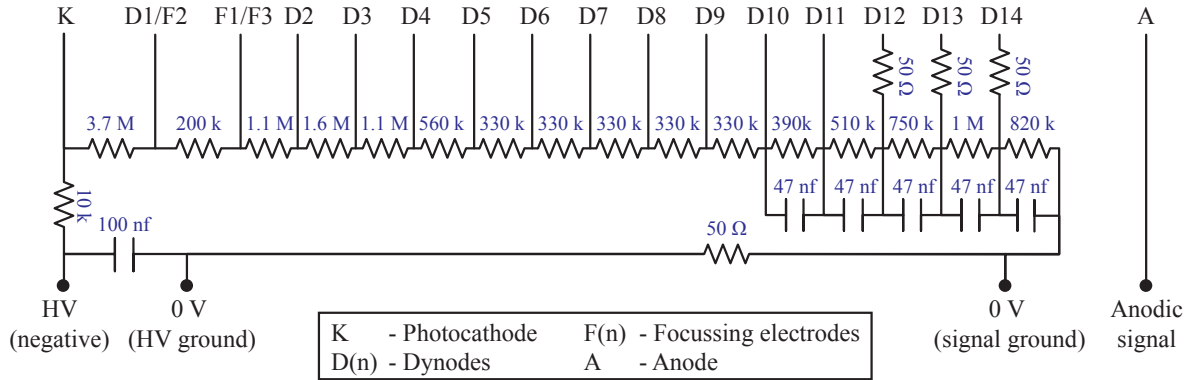 K D1/F2 F1/F3 D2 D3 D4 D5 D6 D7 D8 D9 D10 D11 D12 D13 D14 A
50 Ω 50 Ω 50 Ω
3.7 M 200 k 1.1 M 1.6 M 1.1 M 560 k 330 k 330 k 330 k 330 k 330 k 390k 510 k 750 k 1 M 820 k
10 k
47 nf 47 nf 47 nf 47 nf 47 nf
100 nf
50 Ω
HV 0 V 0 V Anodic
(negative) (HV ground) (signal ground) signal
K - Photocathode F(n) - Focussing electrodes
D(n) - Dynodes A - Anode